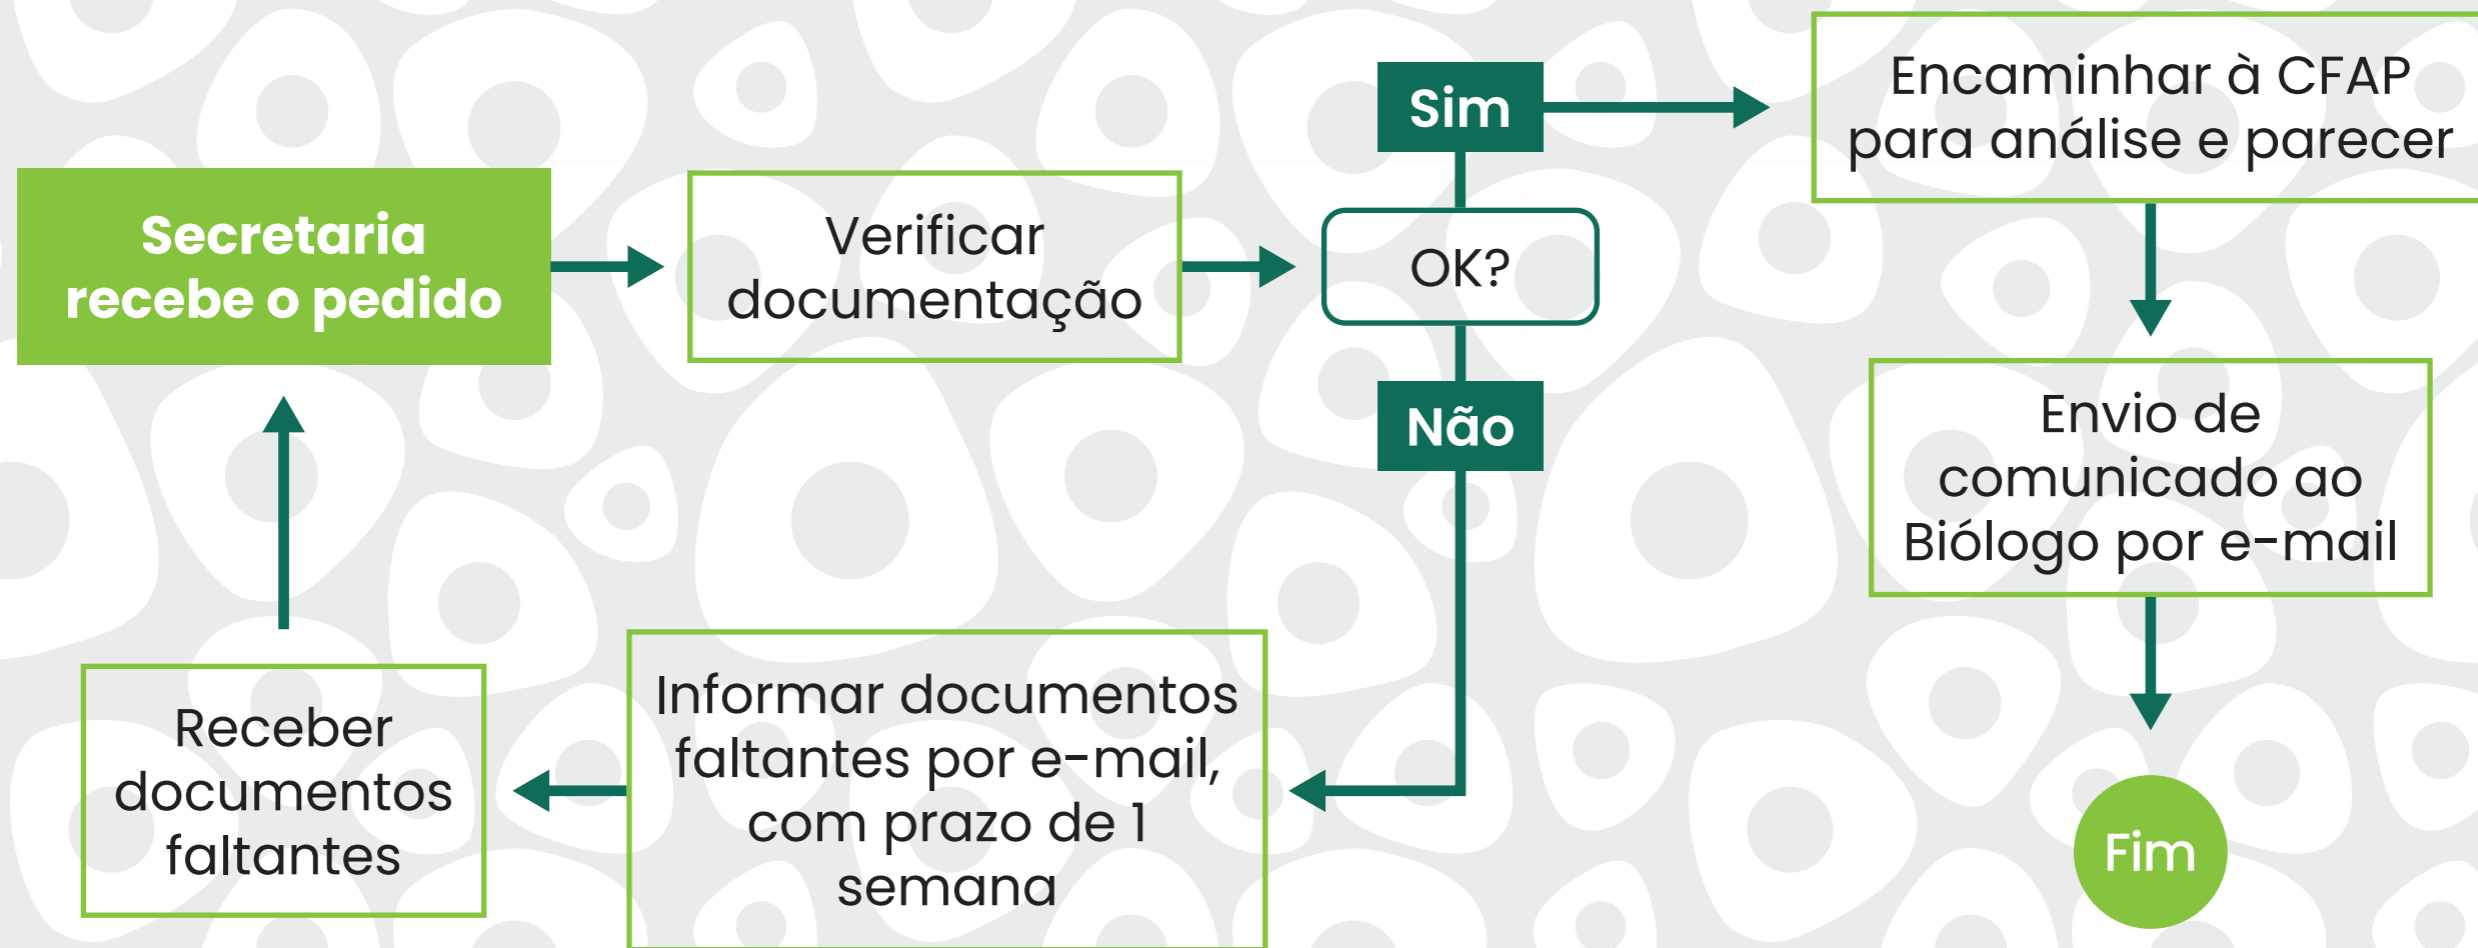 Secretaria
recebe o pedido
Verificar
documentação
OK?
Sim
Encaminhar à CFAP
para análise e parecer
Envio de
comunicado ao
Biólogo por e-mail
Fim
Não
Informar documentos
faltantes por e-mail,
com prazo de 1
semana
Receber
documentos
faltantes